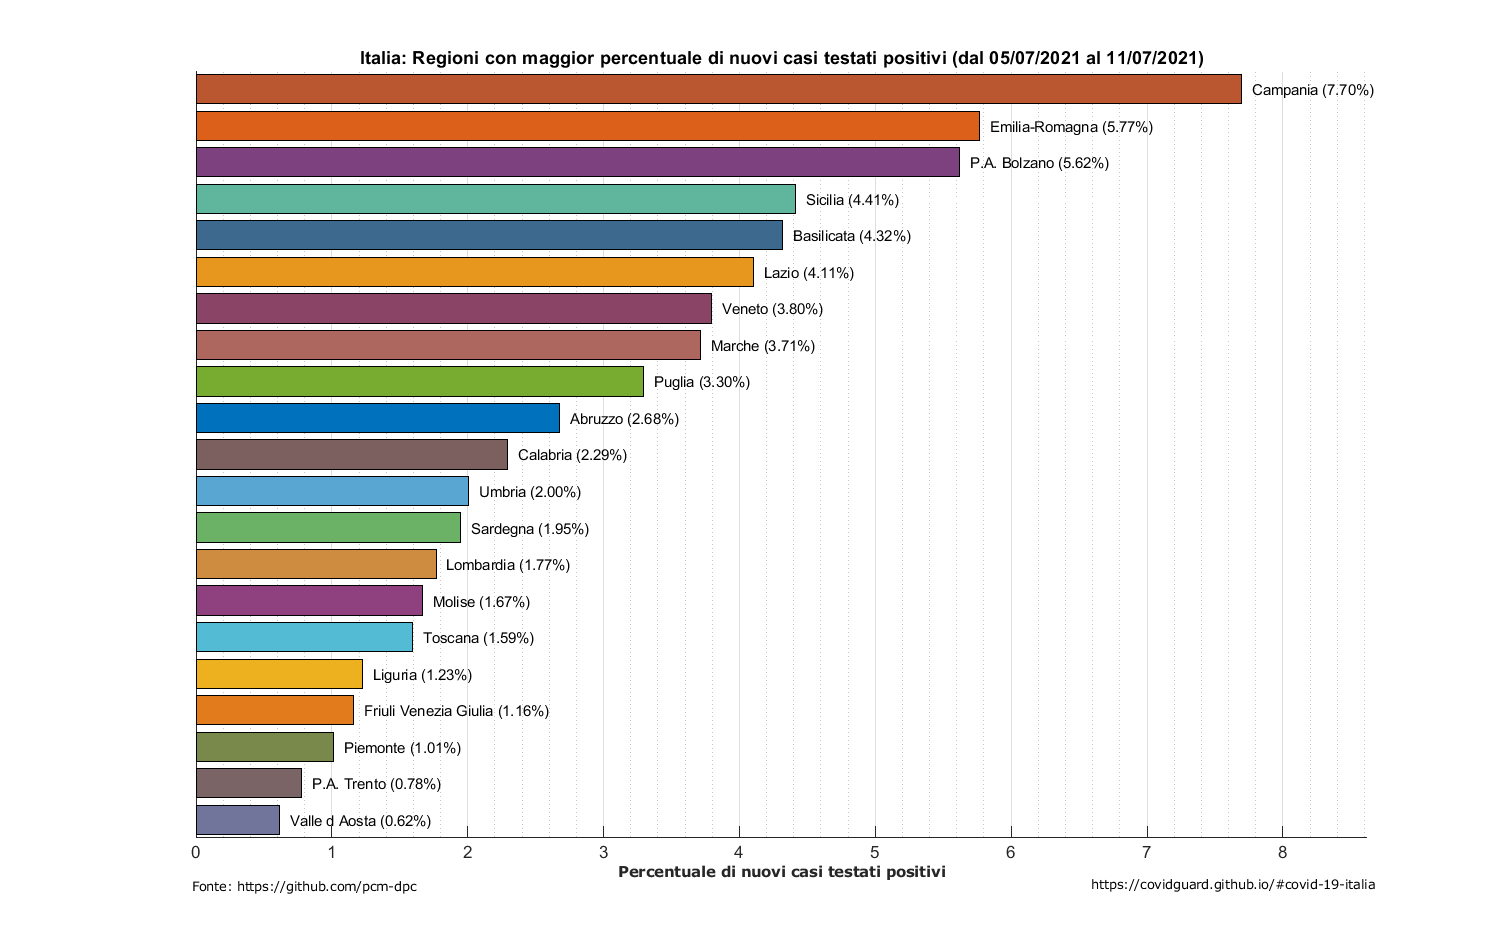 Italia: Regioni con maggior percentuale di nuovi casi testati positivi (dal 05/07/2021 al 11/07/2021)
Campania (7.70%)
Emilia-Romagna (5.77%)
P.A. Bolzano (5.62%)
Sicilia (4.41%)
Basilicata (4.32%)
Lazio (4.11%)
Veneto (3.80%)
Marche (3.71%)
Puglia (3.30%)
Abruzzo (2.68%)
Calabria (2.29%)
Umbria (2.00%)
Sardegna (1.95%)
Lombardia (1.77%)
Molise (1.67%)
Toscana (1.59%)
Liguria (1.23%)
Friuli Venezia Giulia (1.16%)
Piemonte (1.01%)
P.A. Trento (0.78%)
Valle d Aosta (0.62%)
0 1 2 3 4 5 6 7 8
Percentuale di nuovi casi testati positivi
Fonte: https://github.com/pcm-dpc
https://covidguard.github.io/#covid-19-italia